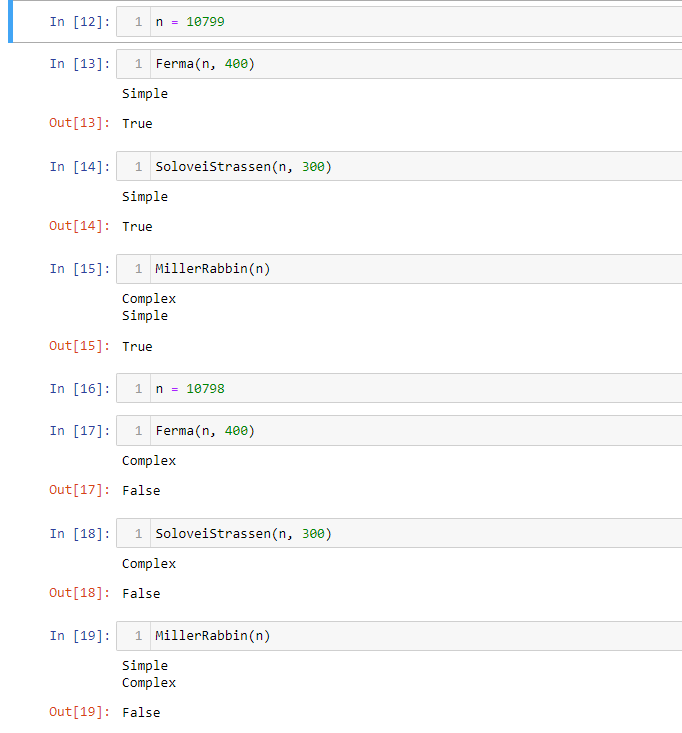 In [12]: 1 n = 10799
In [13]: 1 Ferma(n, 400)
Simple
Out[13]: True
In [14]: 1 SoloveiStrassen(n, 300)
Simple
Out[14]: True
In [15]: 1 MillerRabbin(n)
Complex
Simple
Out[15]: True
In [16]: 1 n = 10798
In [17]: 1 Ferma(n, 400)
Complex
Out[17]: False
In [18]: 1 SoloveiStrassen(n, 300)
Complex
Out[18]: False
In [19]: 1 MillerRabbin(n)
Simple
Complex
Out[19]: False